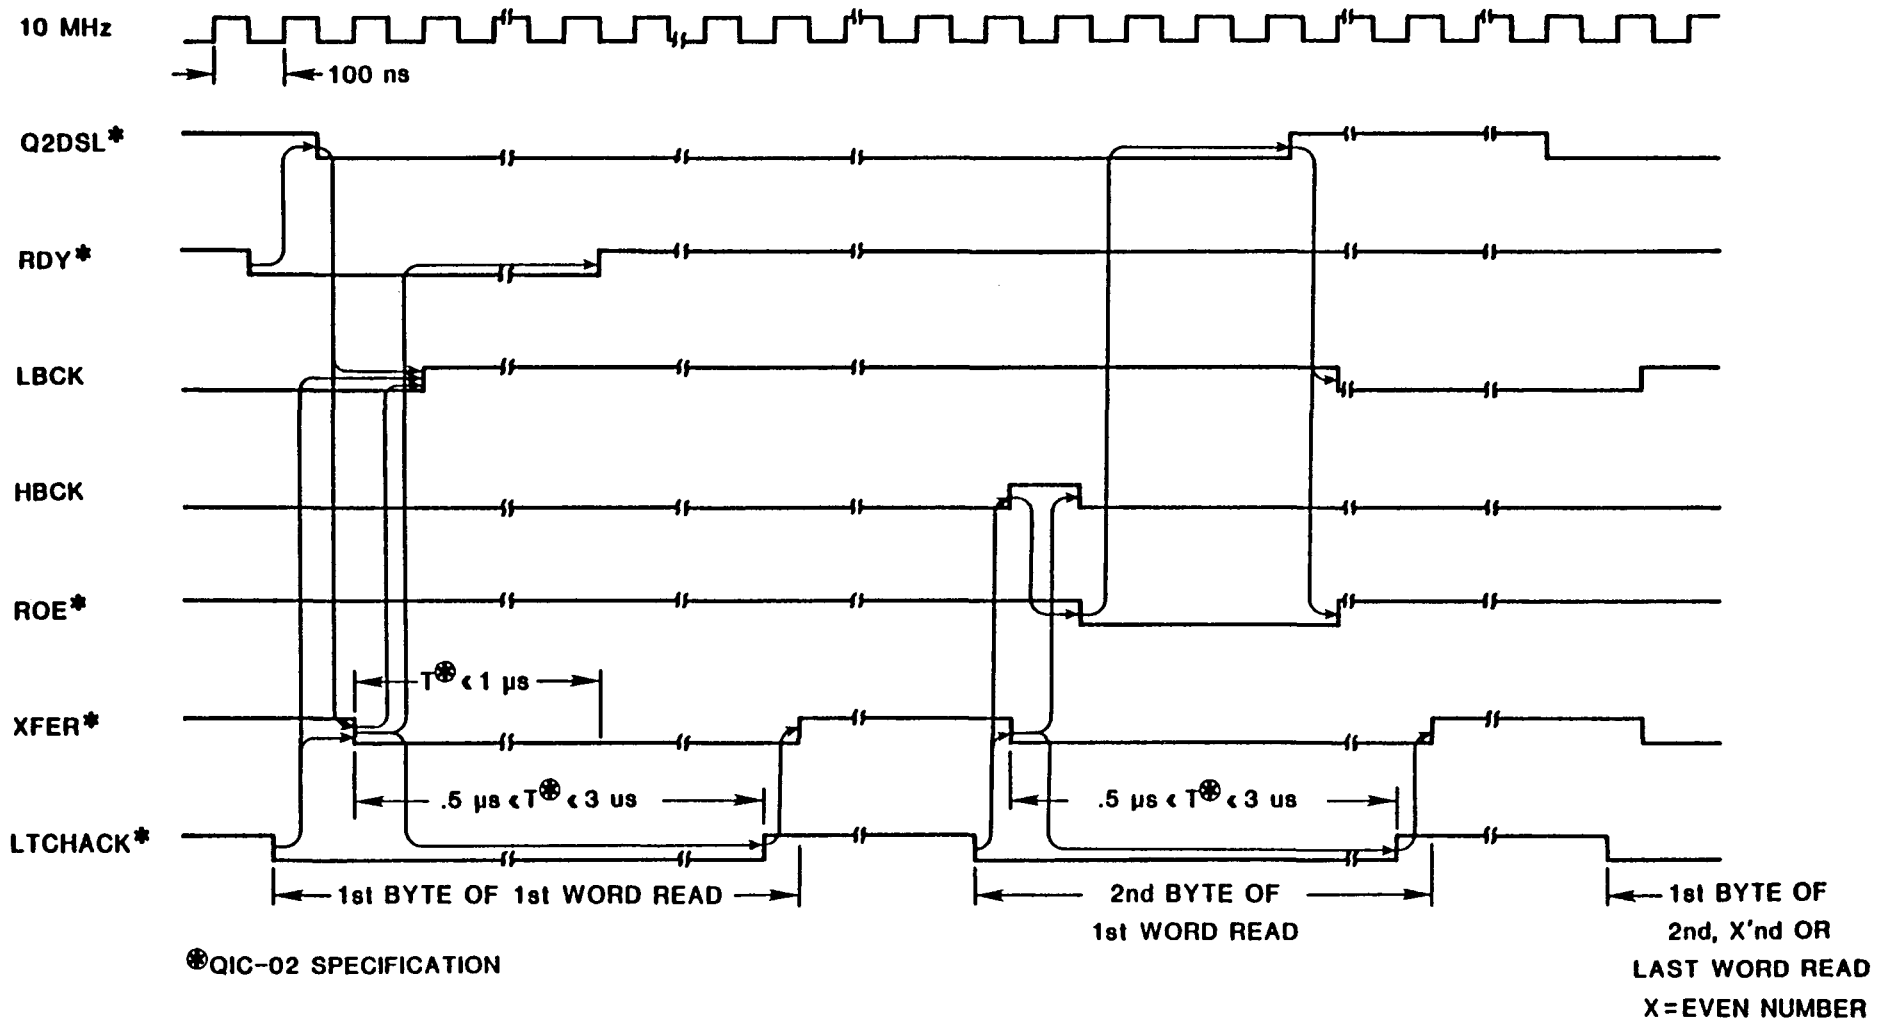 10 MHz
100 ns
Q2DSL*
RDY*
LBCK
HBCK
ROE*
T⊛ < 1 µs
XFER*
.5 µs < T⊛ < 3 us
.5 µs < T⊛ < 3 us
LTCHACK*
1st BYTE OF 1st WORD READ
2nd BYTE OF
1st WORD READ
1st BYTE OF
2nd, X'nd OR
LAST WORD READ
X=EVEN NUMBER
⊛QIC-02 SPECIFICATION